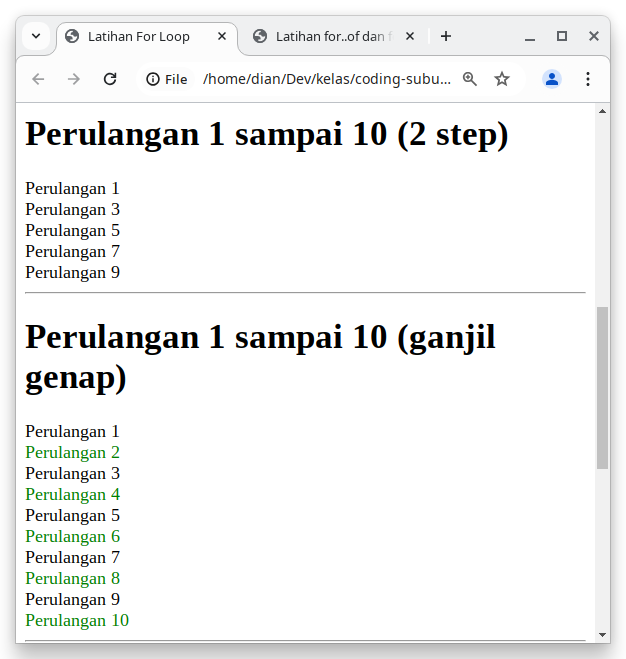 Latihan For Loop
Latihan for..of dan f
File /home/dian/Dev/kelas/coding-subu...
Perulangan 1 sampai 10 (2 step)
Perulangan 1
Perulangan 3
Perulangan 5
Perulangan 7
Perulangan 9
Perulangan 1 sampai 10 (ganjil
genap)
Perulangan 1
Perulangan 2
Perulangan 3
Perulangan 4
Perulangan 5
Perulangan 6
Perulangan 7
Perulangan 8
Perulangan 9
Perulangan 10